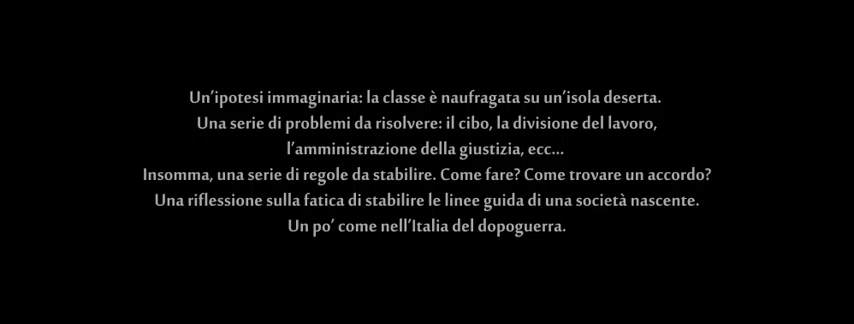 Un'ipotesi immaginaria: la classe è naufragata su un'isola deserta.
Una serie di problemi da risolvere: il cibo, la divisione del lavoro,
l'amministrazione della giustizia, ecc...
Insomma, una serie di regole da stabilire. Come fare? Come trovare un accordo?
Una riflessione sulla fatica di stabilire le linee guida di una società nascente.
Un po' come nell'Italia del dopoguerra.